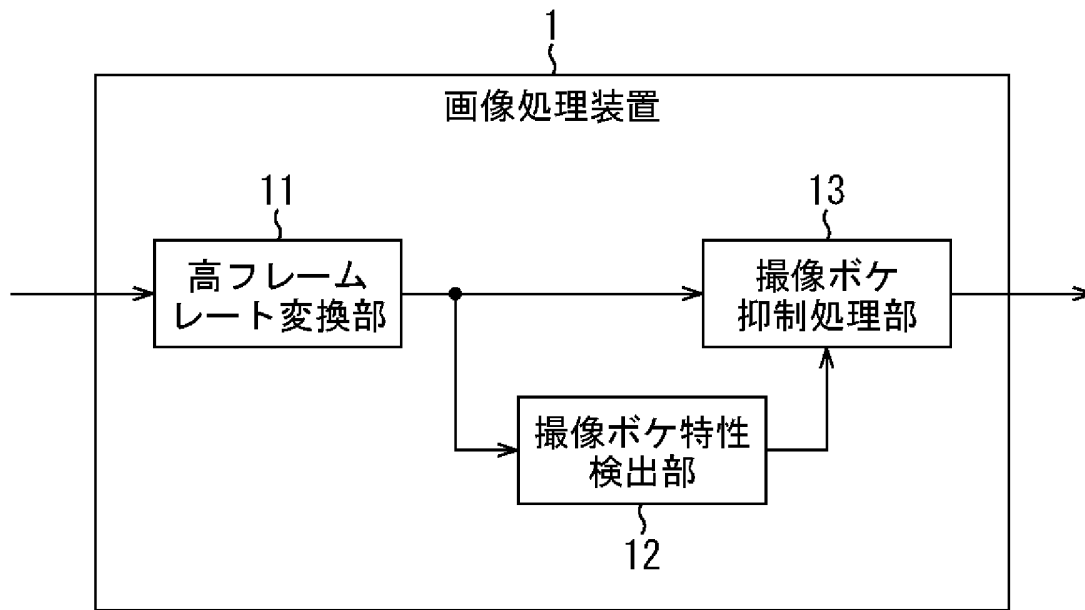 1
画像処理装置
11
高フレーム
レート変換部
13
撮像ボケ
抑制処理部
撮像ボケ特性
検出部
12